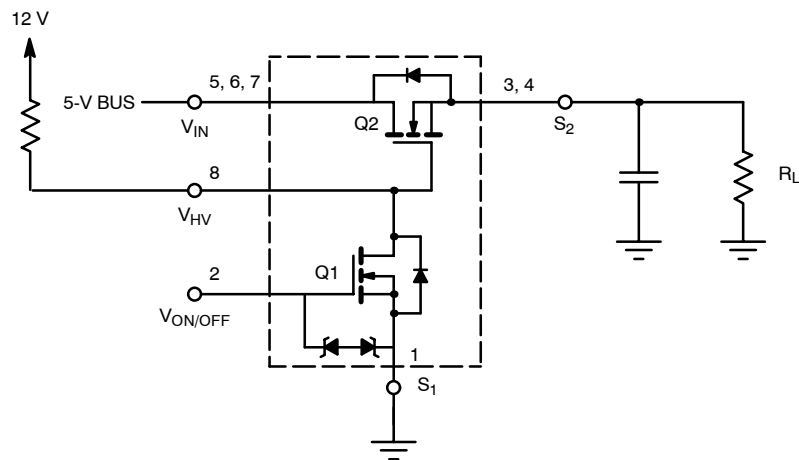 12 V
5-V BUS
5, 6, 7
3, 4
V_IN
Q2
S_2
R_L
8
V_HV
2
Q1
V_ON/OFF
1
S_1